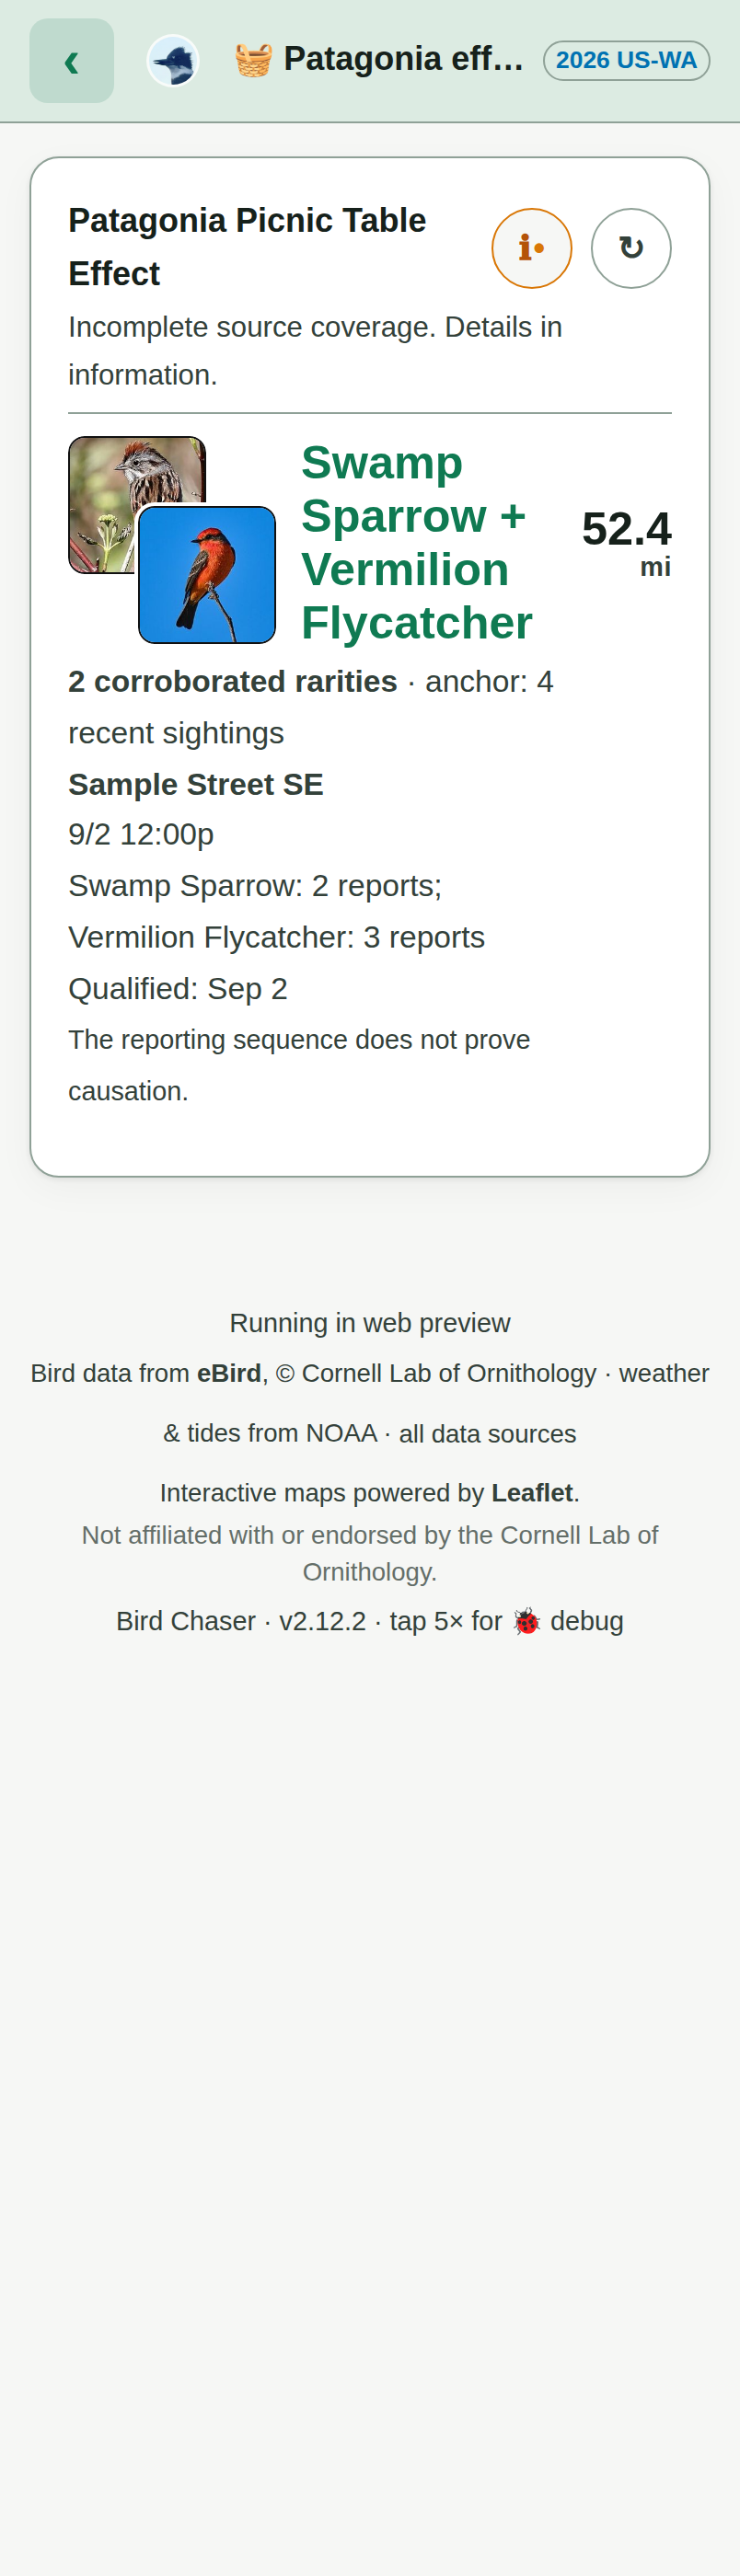 ‹ 🧺 Patagonia eff… 2026 US-WA
Patagonia Picnic Table
Effect
ℹ• ↻
Incomplete source coverage. Details in
information.
Swamp
Sparrow +
Vermilion
Flycatcher
52.4
mi
2 corroborated rarities · anchor: 4
recent sightings
Sample Street SE
9/2 12:00p
Swamp Sparrow: 2 reports;
Vermilion Flycatcher: 3 reports
Qualified: Sep 2
The reporting sequence does not prove
causation.
Running in web preview
Bird data from eBird, © Cornell Lab of Ornithology · weather
& tides from NOAA · all data sources
Interactive maps powered by Leaflet.
Not affiliated with or endorsed by the Cornell Lab of
Ornithology.
Bird Chaser · v2.12.2 · tap 5× for 🐞 debug